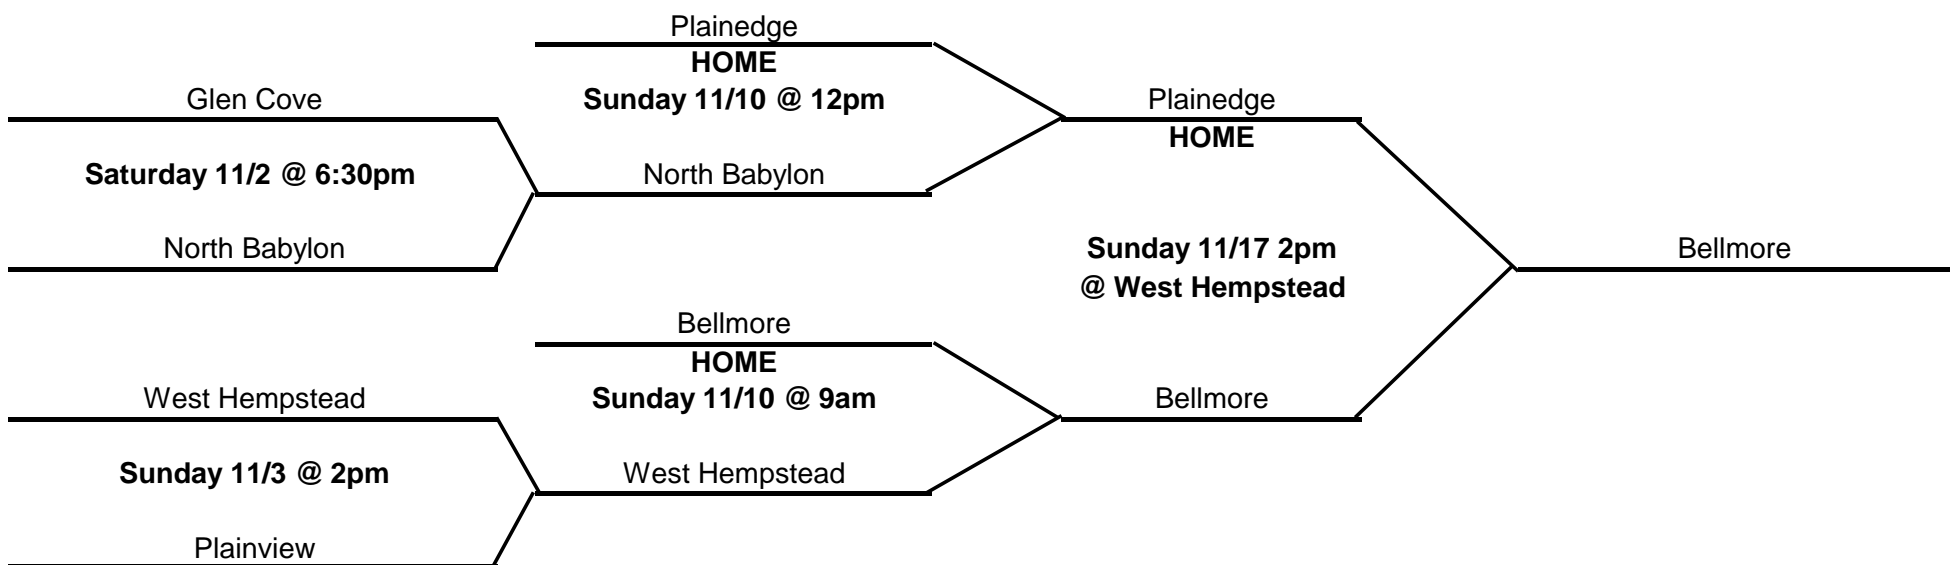 Plainedge
HOME
Sunday 11/10 @ 12pm
Glen Cove
Plainedge
HOME
Saturday 11/2 @ 6:30pm
North Babylon
North Babylon
Sunday 11/17 2pm
@ West Hempstead
Bellmore
Bellmore
HOME
Sunday 11/10 @ 9am
West Hempstead
Bellmore
Sunday 11/3 @ 2pm
West Hempstead
Plainview